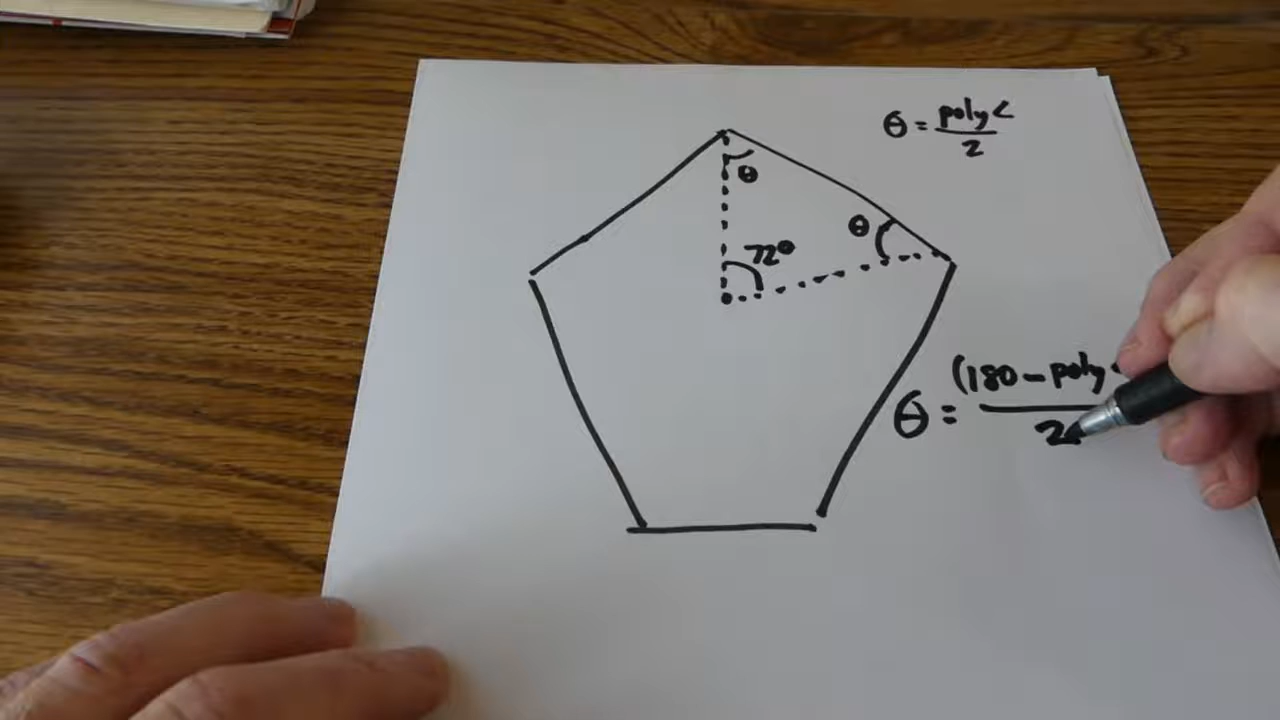 θ = poly<
2
θ
θ
72°
(180 - poly
θ =
2